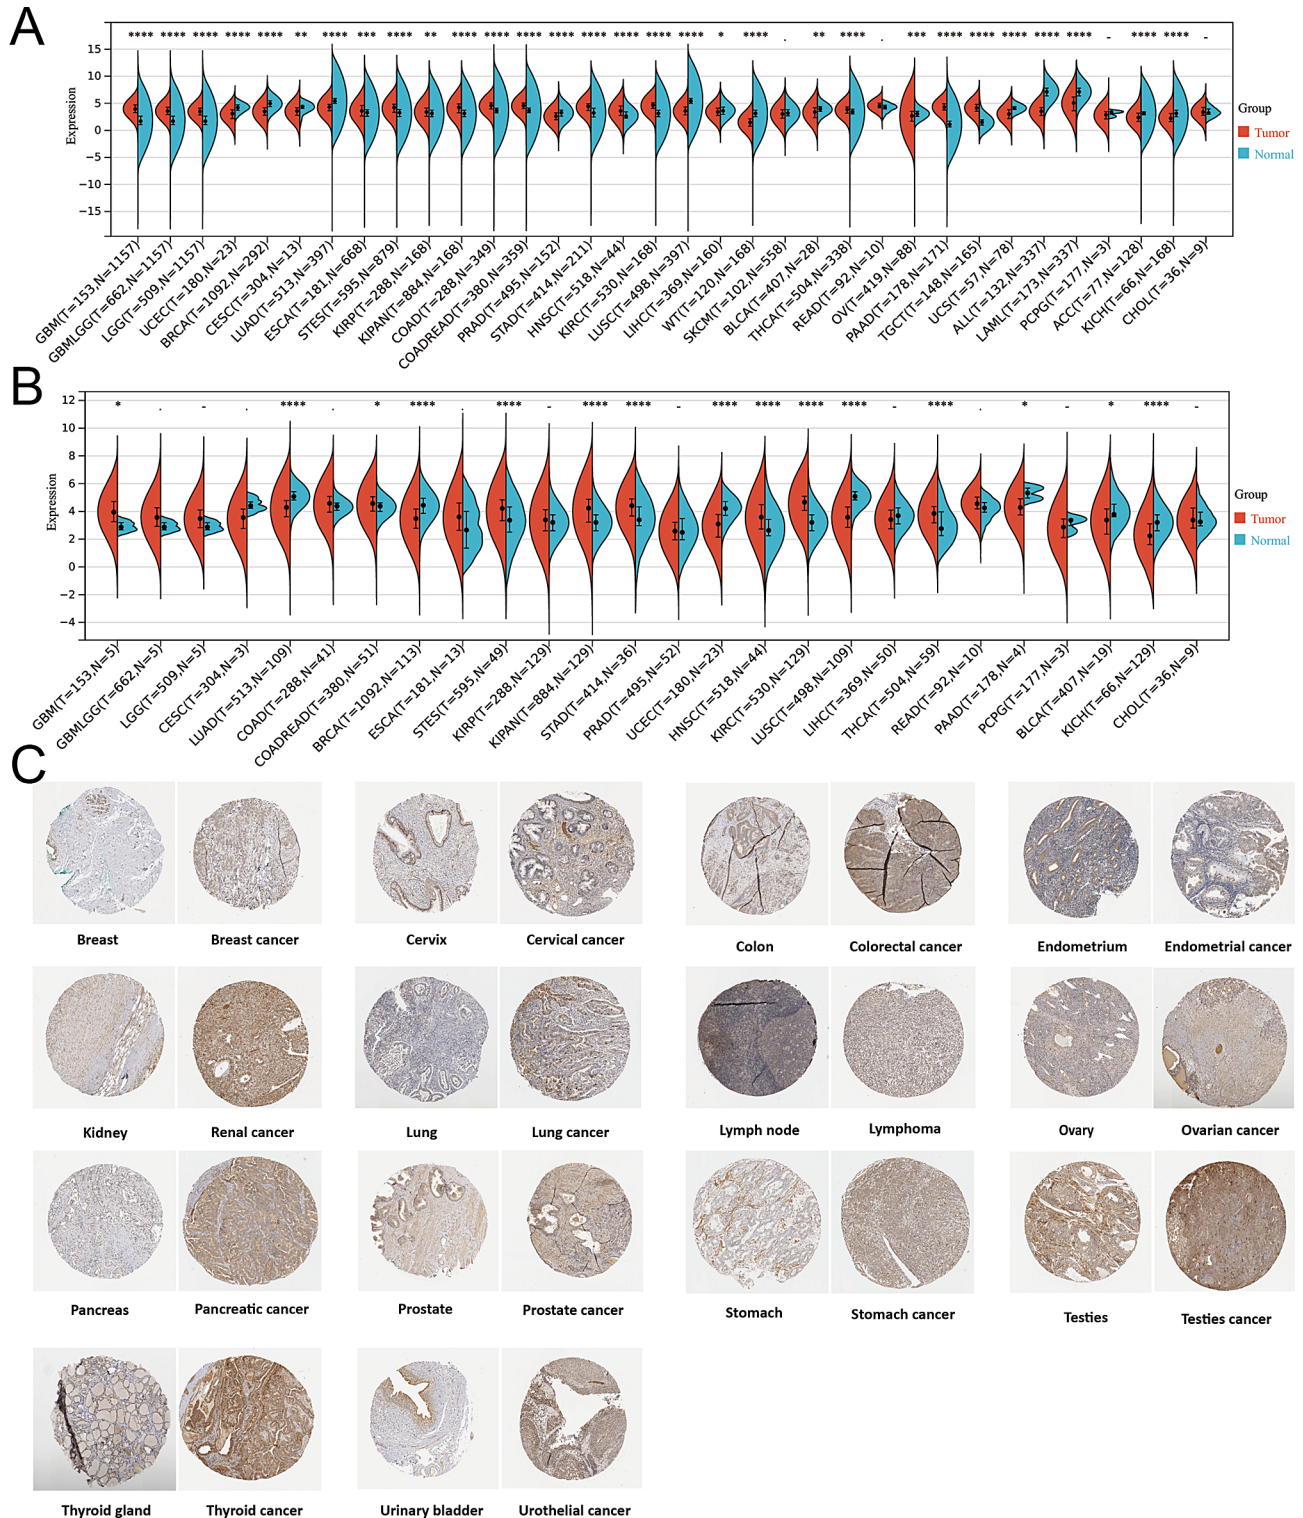 A
**** **** **** **** **** ** **** *** **** ** **** **** **** **** **** **** **** **** * **** . ** **** . *** **** **** **** **** **** - **** **** -
Expression
15
10
5
0
−5
−10
−15
GBM(T=153,N=1157)
GBMLGG(T=662,N=1157)
LGG(T=509,N=1157)
UCEC(T=180,N=23)
BRCA(T=1092,N=292)
CESC(T=304,N=13)
LUAD(T=513,N=397)
ESCA(T=181,N=668)
STES(T=595,N=879)
KIRP(T=288,N=168)
KIPAN(T=884,N=168)
COAD(T=288,N=349)
COADREAD(T=380,N=359)
PRAD(T=495,N=152)
STAD(T=414,N=211)
HNSC(T=518,N=44)
KIRC(T=530,N=168)
LUSC(T=498,N=397)
LIHC(T=369,N=160)
WT(T=120,N=168)
SKCM(T=102,N=558)
BLCA(T=407,N=28)
THCA(T=504,N=338)
READ(T=92,N=10)
OV(T=419,N=88)
PAAD(T=178,N=171)
TGCT(T=148,N=165)
UCS(T=57,N=78)
ALL(T=132,N=337)
LAML(T=173,N=337)
PCPG(T=177,N=3)
ACC(T=77,N=128)
KICH(T=66,N=168)
CHOL(T=36,N=9)
Group
Tumor
Normal
B
* . - . **** . * **** . **** - **** **** - **** **** **** **** - **** . * - * **** -
Expression
12
10
8
6
4
2
0
−2
−4
GBM(T=153,N=5)
GBMLGG(T=662,N=5)
LGG(T=509,N=5)
CESC(T=304,N=3)
LUAD(T=513,N=109)
COAD(T=288,N=41)
COADREAD(T=380,N=51)
BRCA(T=1092,N=113)
ESCA(T=181,N=13)
STES(T=595,N=49)
KIRP(T=288,N=129)
KIPAN(T=884,N=129)
STAD(T=414,N=36)
PRAD(T=495,N=52)
UCEC(T=180,N=23)
HNSC(T=518,N=44)
KIRC(T=530,N=129)
LUSC(T=498,N=109)
LIHC(T=369,N=50)
THCA(T=504,N=59)
READ(T=92,N=10)
PAAD(T=178,N=4)
PCPG(T=177,N=3)
BLCA(T=407,N=19)
KICH(T=66,N=129)
CHOL(T=36,N=9)
Group
Tumor
Normal
C
Breast
Breast cancer
Cervix
Cervical cancer
Colon
Colorectal cancer
Endometrium
Endometrial cancer
Kidney
Renal cancer
Lung
Lung cancer
Lymph node
Lymphoma
Ovary
Ovarian cancer
Pancreas
Pancreatic cancer
Prostate
Prostate cancer
Stomach
Stomach cancer
Testies
Testies cancer
Thyroid gland
Thyroid cancer
Urinary bladder
Urothelial cancer